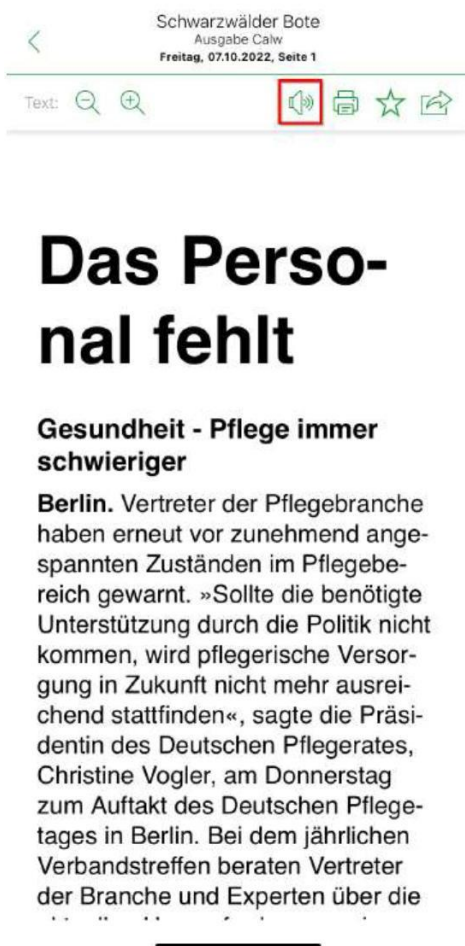 Schwarzwälder Bote
Ausgabe Calw
Freitag, 07.10.2022, Seite 1
Text:
Das Perso-
nal fehlt
Gesundheit - Pflege immer
schwieriger
Berlin. Vertreter der Pflegebranche
haben erneut vor zunehmend ange-
spannten Zuständen im Pflegebe-
reich gewarnt. »Sollte die benötigte
Unterstützung durch die Politik nicht
kommen, wird pflegerische Versor-
gung in Zukunft nicht mehr ausrei-
chend stattfinden«, sagte die Präsi-
dentin des Deutschen Pflegerates,
Christine Vogler, am Donnerstag
zum Auftakt des Deutschen Pflege-
tages in Berlin. Bei dem jährlichen
Verbandstreffen beraten Vertreter
der Branche und Experten über die